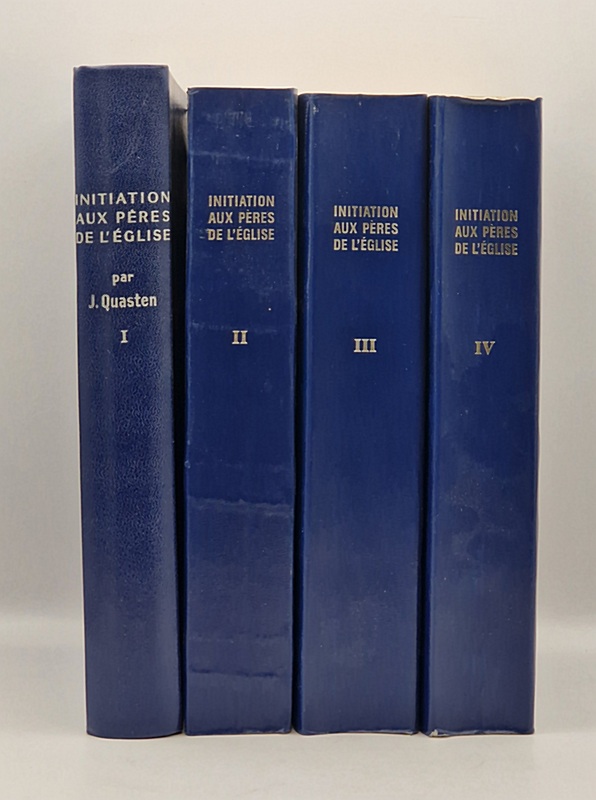 INITIATION
AUX PÈRES
DE L'ÉGLISE
par
J. Quasten
I
INITIATION
AUX PÈRES
DE L'ÉGLISE
II
INITIATION
AUX PÈRES
DE L'ÉGLISE
III
INITIATION
AUX PÈRES
DE L'ÉGLISE
IV